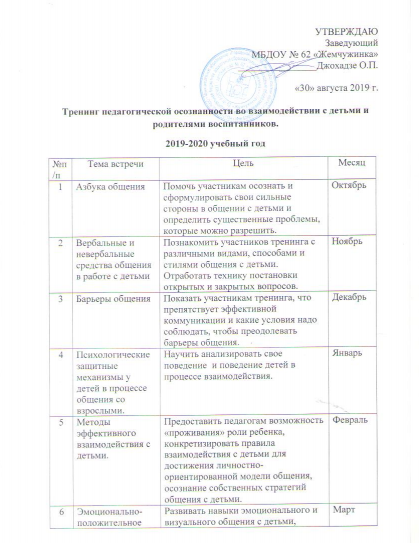 УТВЕРЖДАЮ
Заведующий
МБДОУ № 62 «Жемчужинка»
Джохадзе О.П.
«30» августа 2019 г.
Тренинг педагогической осознанности во взаимодействии с детьми и
родителями воспитанников.
2019-2020 учебный год
№п/п Тема встречи Цель Месяц
1 Азбука общения Помочь участникам осознать и Октябрь
сформулировать свои сильные
стороны в общении с детьми и
определить существенные проблемы,
которые можно разрешить.
2 Вербальные и Познакомить участников тренинга с Ноябрь
невербальные различными видами, способами и
средства общения стилями общения с детьми.
в работе с детьми Отработать технику постановки
открытых и закрытых вопросов.
3 Барьеры общения Показать участникам тренинга, что Декабрь
препятствует эффективной
коммуникации и какие условия надо
соблюдать, чтобы преодолевать
барьеры общения.
4 Психологические Научить анализировать свое Январь
защитные поведение и поведение детей в
механизмы у процессе взаимодействия.
детей в процессе
общения со
взрослыми.
5 Методы Предоставить педагогам возможность Февраль
эффективного «проживания» роли ребенка,
взаимодействия с конкретизировать правила
детьми. взаимодействия с детьми для
достижения личностно-
ориентированной модели общения,
осознание собственных стратегий
общения с детьми.
6 Эмоционально- Развивать навыки эмоционального и Март
положительное визуального общения с детьми,